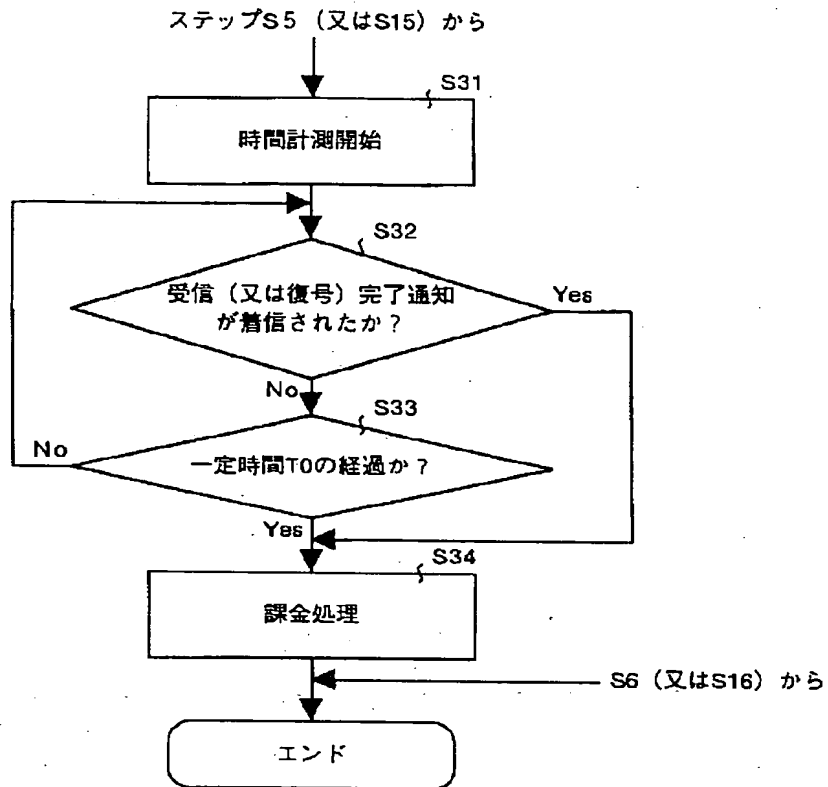 ステップS5（又はS15）から
S31
時間計測開始
S32
受信（又は復号）完了通知
が着信されたか？
Yes
No
S33
No
一定時間T0の経過か？
Yes
S34
課金処理
S6（又はS16）から
エンド